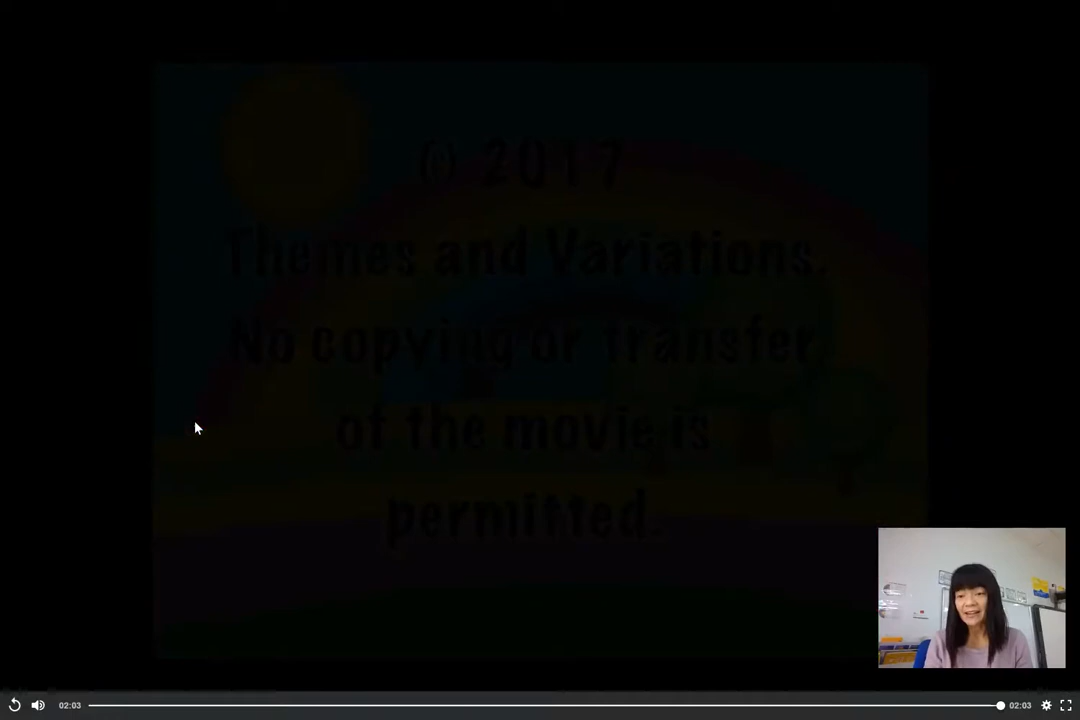 © 2017
Themes and Variations.
No copying or transfer
of the movie is
permitted.
02:03
02:03